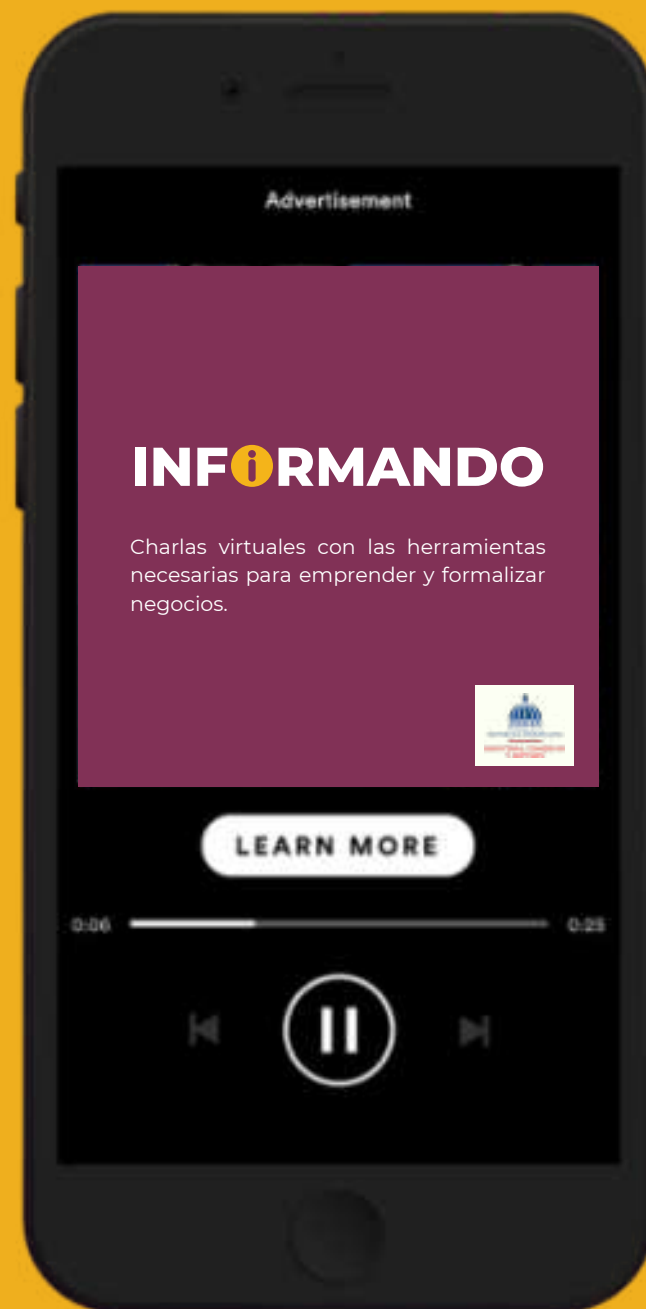 Advertisement
INFORMANDO
Charlas virtuales con las herramientas
necesarias para emprender y formalizar
negocios.
LEARN MORE
0:06
0:25